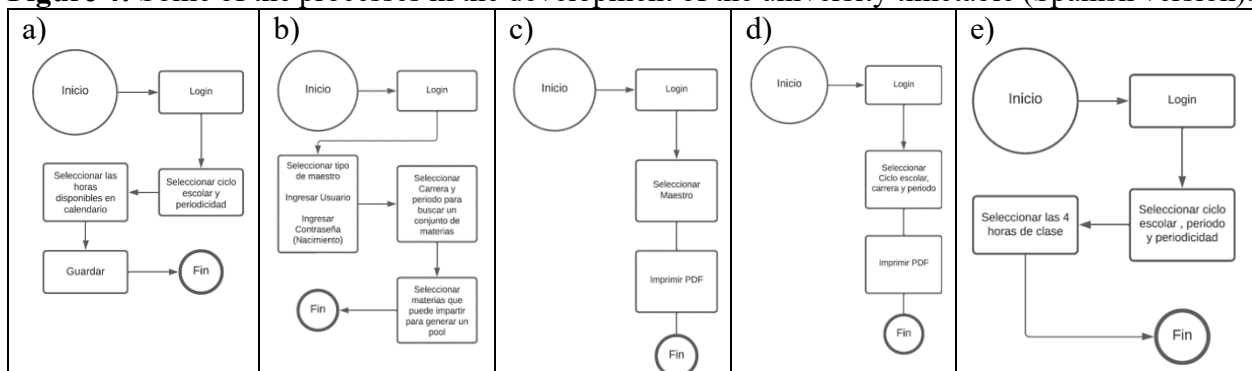 Figure Some of the processes in the development of the university timetable (Spanish version).
a)
Inicio
Login
Seleccionar ciclo
escolar y
periodicidad
Seleccionar las
horas
disponibles en
calendario
Guardar
Fin
b)
Inicio
Login
Seleccionar tipo
de maestro
Ingresar Usuario
Ingresar
Contraseña
(Nacimiento)
Seleccionar
Carrera y
periodo para
buscar un
conjunto de
materias
Seleccionar
materias que
puede impartir
para generar un
pool
Fin
c)
Inicio
Login
Seleccionar
Maestro
Imprimir PDF
Fin
d)
Inicio
Login
Seleccionar
Ciclo escolar,
carrera y periodo
Imprimir PDF
Fin
e)
Inicio
Login
Seleccionar ciclo
escolar , periodo
y periodicidad
Seleccionar las 4
horas de clase
Fin